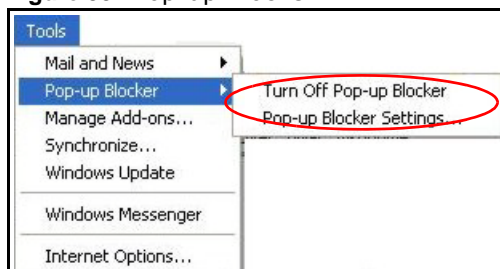 Tools
Mail and News
Pop-up Blocker
Turn Off Pop-up Blocker
Manage Add-ons...
Pop-up Blocker Settings...
Synchronize...
Windows Update
Windows Messenger
Internet Options...